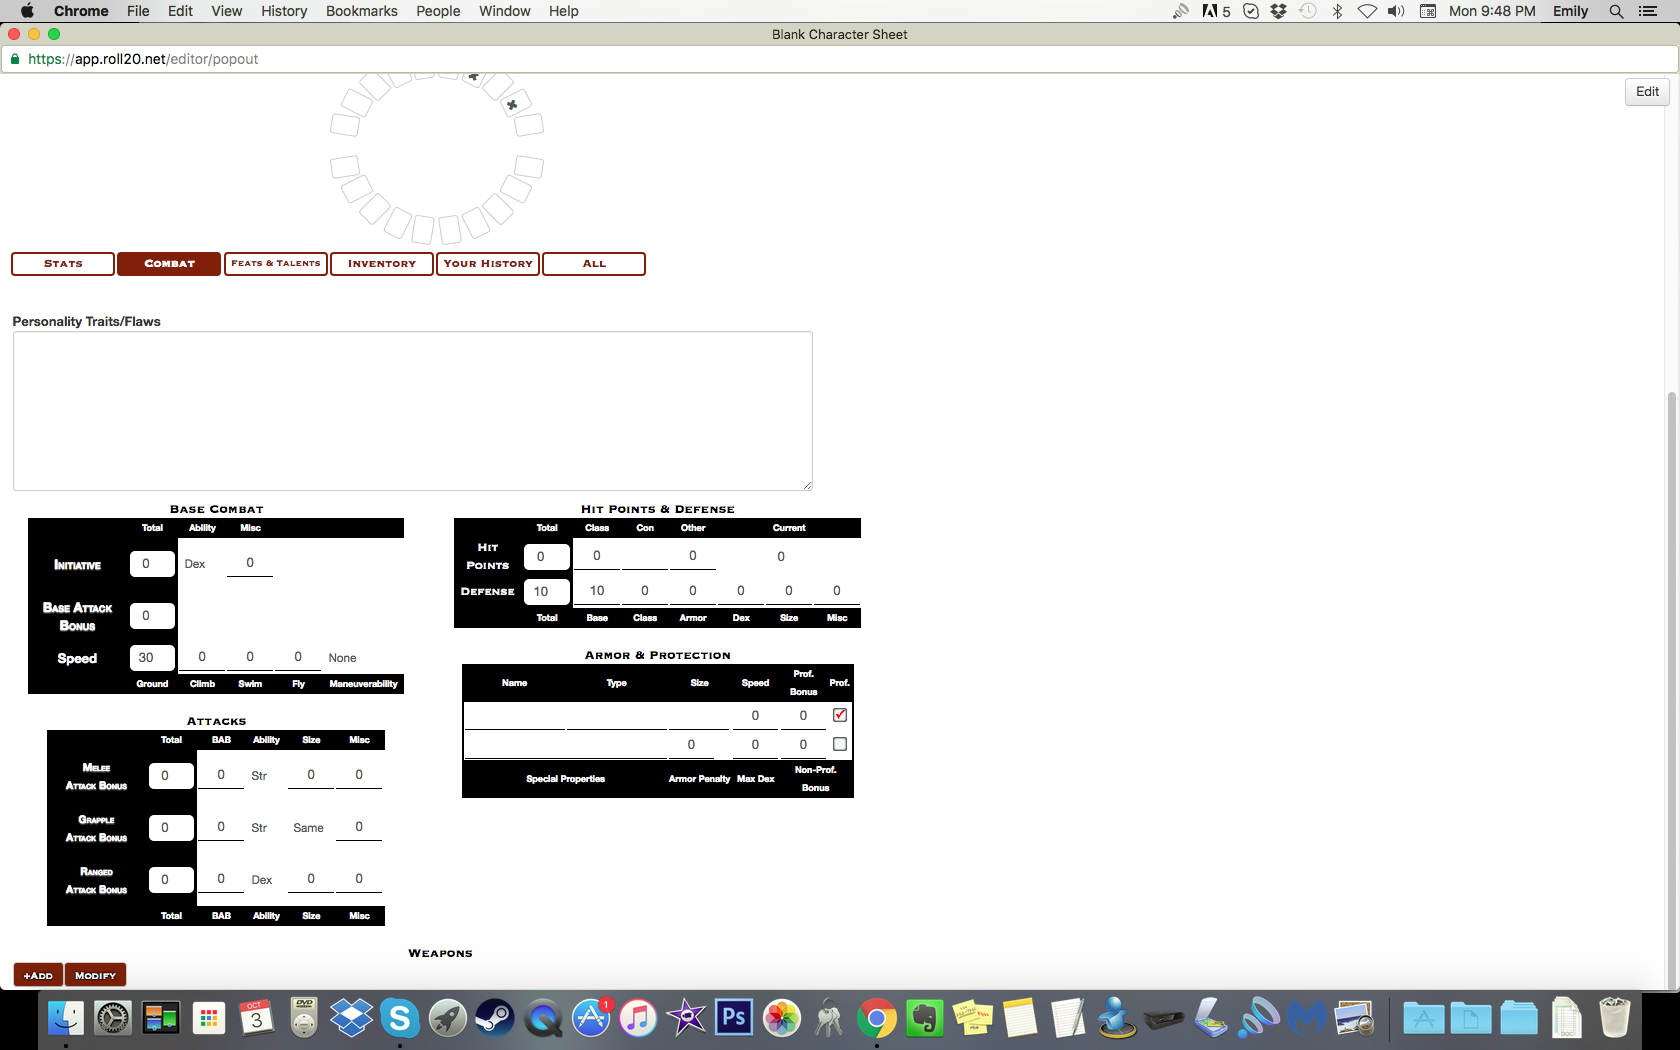 Chrome File Edit View History Bookmarks People Window Help 5 Mon 9:48 PM Emily
Blank Character Sheet
https://app.roll20.net/editor/popout
Edit
Stats Combat Feats & Talents Inventory Your History All
Personality Traits/Flaws
Base Combat
Total Ability Misc
Initiative 0 Dex 0
Base Attack
Bonus 0
Speed 30 0 0 0 None
Ground Climb Swim Fly Maneuverability
Hit Points & Defense
Total Class Con Other Current
Hit
Points 0 0 0 0
Defense 10 10 0 0 0 0 0
Total Base Class Armor Dex Size Misc
Armor & Protection
Name Type Size Speed Prof.
Bonus Prof.
0 0
0 0 0
Special Properties Armor Penalty Max Dex Non-Prof.
Bonus
Attacks
Total BAB Ability Size Misc
Melee
Attack Bonus 0 0 Str 0 0
Grapple
Attack Bonus 0 0 Str Same 0
Ranged
Attack Bonus 0 0 Dex 0 0
Total BAB Ability Size Misc
Weapons
+Add Modify
OCT
3
DVD
1
Ps
DOC